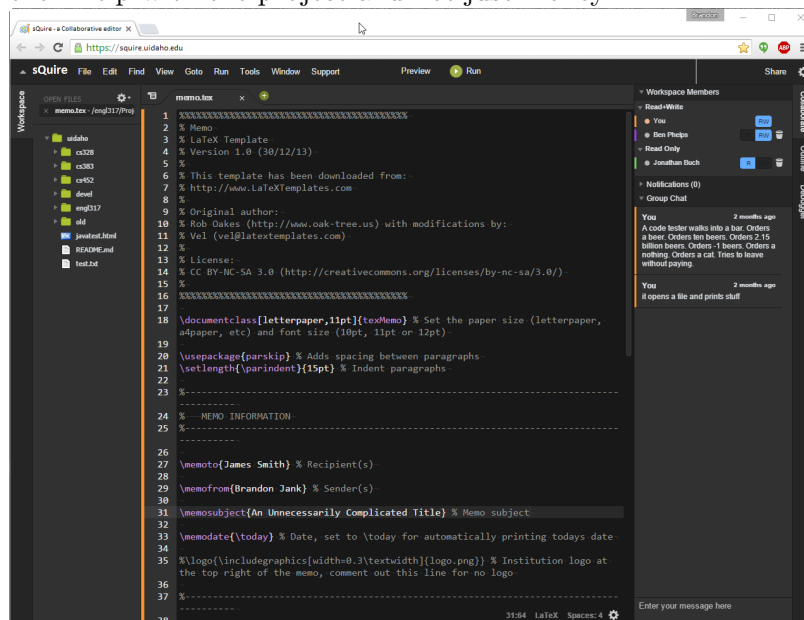 Brandon
sQuire - a Collaborative editor
https://squire.uidaho.edu
sQuire File Edit Find View Goto Run Tools Window Support Preview Run Share
Workspace
OPEN FILES
memo.tex - /engl317/Proj
uidaho
cs328
cs383
cs452
devel
engl317
old
javatest.html
README.md
test.txt
memo.tex
1 %%%%%%%%%%%%%%%%%%%%%%%%%%%%%%%%%%%%%%%%%
2 % Memo
3 % LaTeX Template
4 % Version 1.0 (30/12/13)
5 %
6 % This template has been downloaded from:
7 % http://www.LaTeXTemplates.com
8 %
9 % Original author:
10 % Rob Oakes (http://www.oak-tree.us) with modifications by:
11 % Vel (vel@latextemplates.com)
12 %
13 % License:
14 % CC BY-NC-SA 3.0 (http://creativecommons.org/licenses/by-nc-sa/3.0/)
15 %
16 %%%%%%%%%%%%%%%%%%%%%%%%%%%%%%%%%%%%%%%%%
17
18 \documentclass[letterpaper,11pt]{texMemo} % Set the paper size (letterpaper,
a4paper, etc) and font size (10pt, 11pt or 12pt)
19
20 \usepackage{parskip} % Adds spacing between paragraphs
21 \setlength{\parindent}{15pt} % Indent paragraphs
22
23 %------------------------------------------------------------------------------
----------
24 % MEMO INFORMATION
25 %------------------------------------------------------------------------------
----------
26
27 \memoto{James Smith} % Recipient(s)
28
29 \memofrom{Brandon Jank} % Sender(s)
30
31 \memosubject{An Unnecessarily Complicated Title} % Memo subject
32
33 \memodate{\today} % Date, set to \today for automatically printing todays date
34
35 %\logo{\includegraphics[width=0.3\textwidth]{logo.png}} % Institution logo at
the top right of the memo, comment out this line for no logo
36
37 %------------------------------------------------------------------------------
----------
38
31:64 LaTeX Spaces: 4
Workspace Members
Read+Write
You RW
Ben Phelps RW
Read Only
Jonathan Buch R
Notifications (0)
Group Chat
You 2 months ago
A code tester walks into a bar. Orders
a beer. Orders ten beers. Orders 2.15
billion beers. Orders -1 beers. Orders a
nothing. Orders a cat. Tries to leave
without paying.
You 2 months ago
it opens a file and prints stuff
Enter your message here
Collaborate
Outline
Debugger